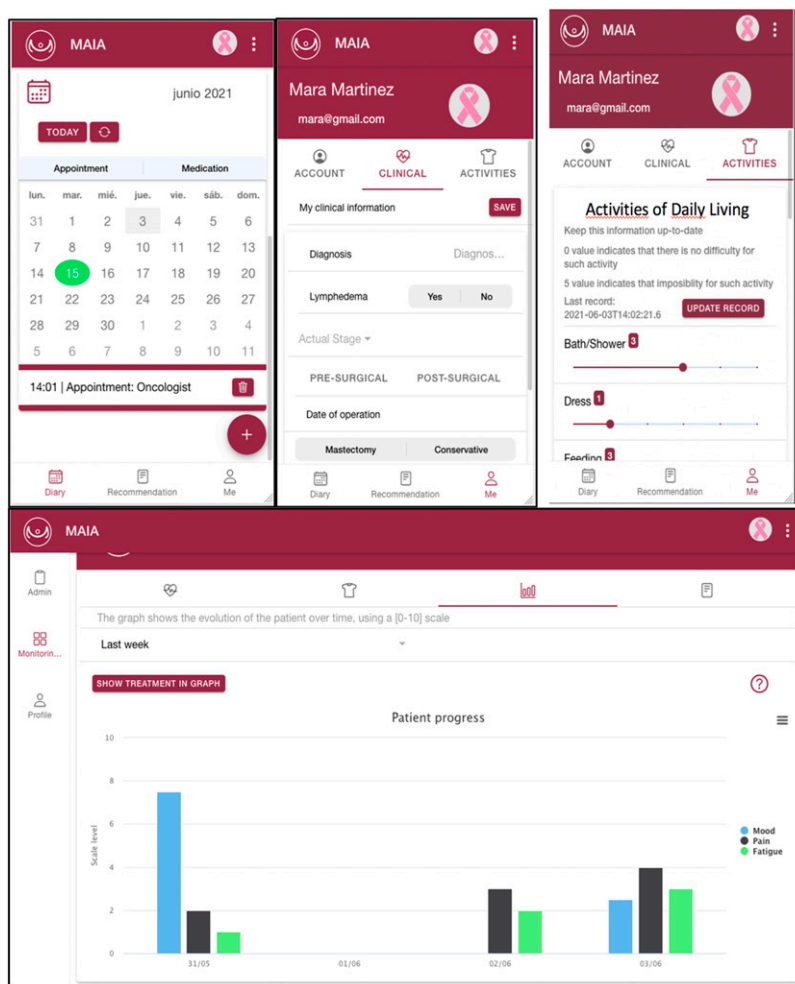 MAIA
junio 2021
TODAY
Appointment Medication
lun. mar. mié. jue. vie. sáb. dom.
31 1 2 3 4 5 6
7 8 9 10 11 12 13
14 15 16 17 18 19 20
21 22 23 24 25 26 27
28 29 30 1 2 3 4
5 6 7 8 9 10 11
14:01 | Appointment: Oncologist
+
Diary Recommendation Me
MAIA
Mara Martinez
mara@gmail.com
ACCOUNT CLINICAL ACTIVITIES
My clinical information SAVE
Diagnosis Diagnos...
Lymphedema Yes No
Actual Stage
PRE-SURGICAL POST-SURGICAL
Date of operation
Mastectomy Conservative
Diary Recommendation Me
MAIA
Mara Martinez
mara@gmail.com
ACCOUNT CLINICAL ACTIVITIES
Activities of Daily Living
Keep this information up-to-date
0 value indicates that there is no difficulty for
such activity
5 value indicates that imposiblity for such activity
Last record:
2021-06-03T14:02:21.6 UPDATE RECORD
Bath/Shower 3
Dress 1
Feeding 3
Diary Recommendation Me
MAIA
Admin
Monitorin...
Profile
The graph shows the evolution of the patient over time, using a [0-10] scale
Last week
SHOW TREATMENT IN GRAPH ?
Patient progress
10
8
6
4
2
0
Scale level
31/05 01/06 02/06 03/06
Mood
Pain
Fatigue